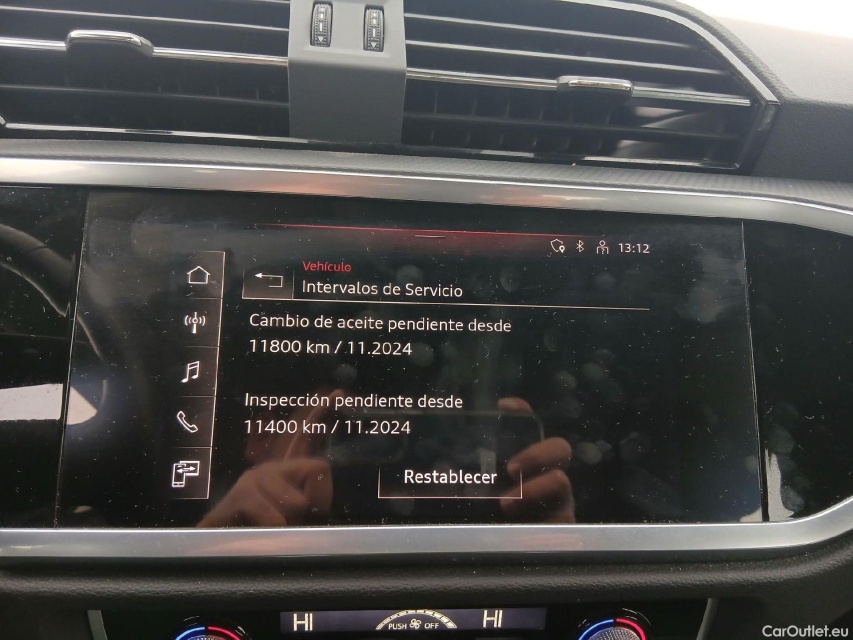 13:12
Vehículo
Intervalos de Servicio
Cambio de aceite pendiente desde
11800 km / 11.2024
Inspección pendiente desde
11400 km / 11.2024
Restablecer
HI
PUSH OFF
HI
CarOutlet.eu